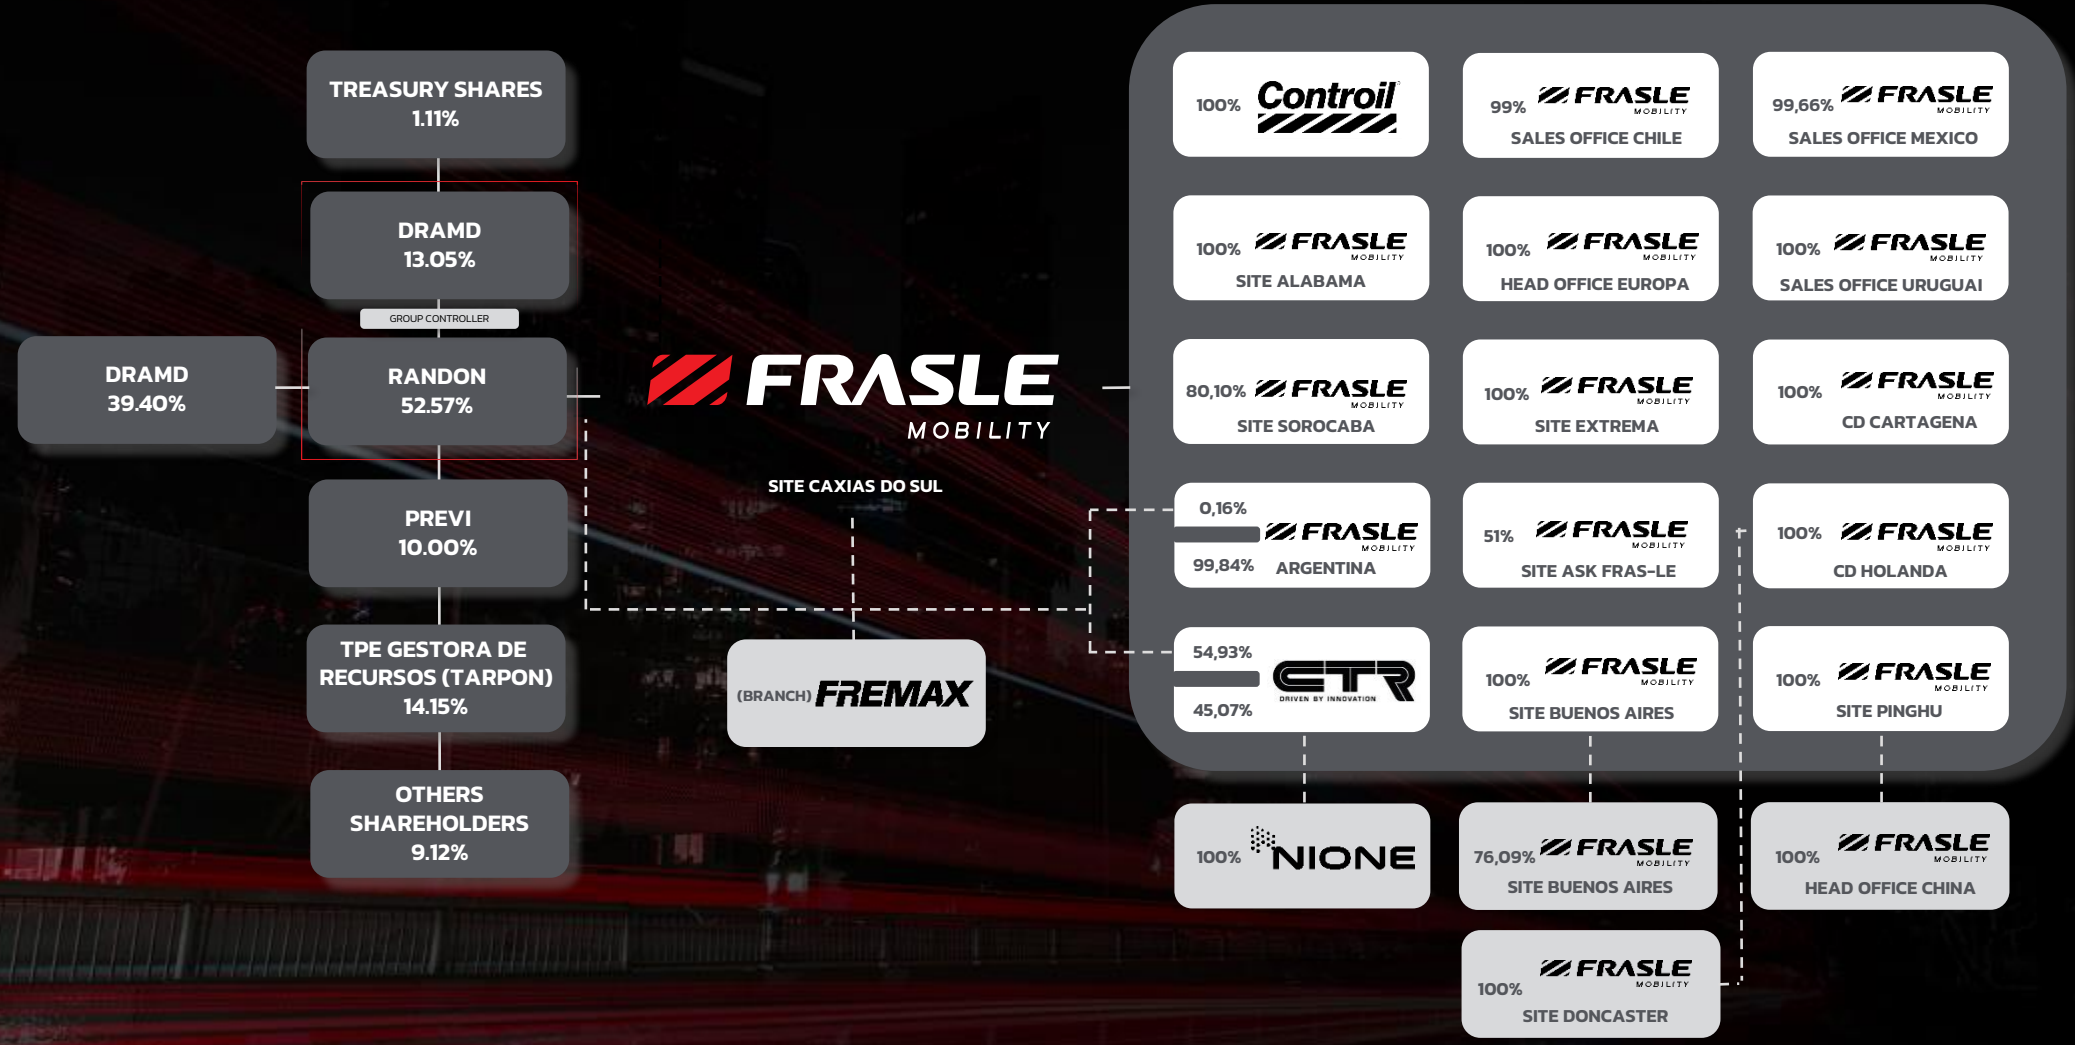 TREASURY SHARES
1.11%
DRAMD
13.05%
GROUP CONTROLLER
DRAMD
39.40%
RANDON
52.57%
PREVI
10.00%
TPE GESTORA DE
RECURSOS (TARPON)
14.15%
OTHERS
SHAREHOLDERS
9.12%
FRASLE
MOBILITY
SITE CAXIAS DO SUL
(BRANCH) FREMAX
100% Controil
99% FRASLE
MOBILITY
SALES OFFICE CHILE
99,66% FRASLE
MOBILITY
SALES OFFICE MEXICO
100% FRASLE
MOBILITY
SITE ALABAMA
100% FRASLE
MOBILITY
HEAD OFFICE EUROPA
100% FRASLE
MOBILITY
SALES OFFICE URUGUAI
80,10% FRASLE
MOBILITY
SITE SOROCABA
100% FRASLE
MOBILITY
SITE EXTREMA
100% FRASLE
MOBILITY
CD CARTAGENA
0,16%
FRASLE
MOBILITY
99,84% ARGENTINA
51% FRASLE
MOBILITY
SITE ASK FRAS-LE
100% FRASLE
MOBILITY
CD HOLANDA
54,93%
CTR
DRIVEN BY INNOVATION
45,07%
100% FRASLE
MOBILITY
SITE BUENOS AIRES
100% FRASLE
MOBILITY
SITE PINGHU
100% NIONE
76,09% FRASLE
MOBILITY
SITE BUENOS AIRES
100% FRASLE
MOBILITY
HEAD OFFICE CHINA
100% FRASLE
MOBILITY
SITE DONCASTER